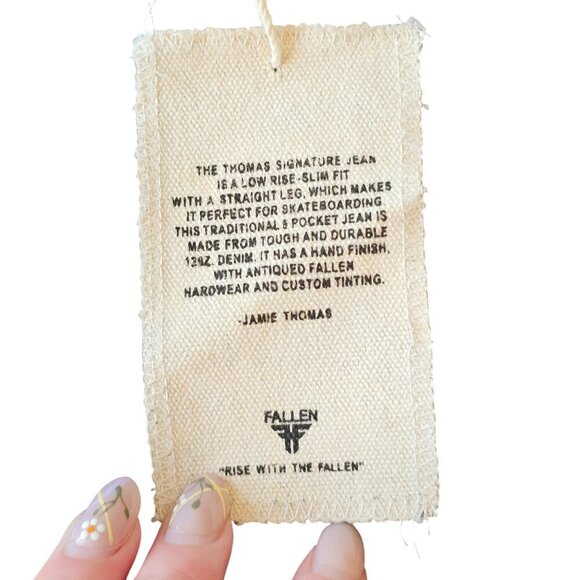 THE THOMAS SIGNATURE JEAN
IS A LOW RISE-SLIM FIT
WITH A STRAIGHT LEG, WHICH MAKES
IT PERFECT FOR SKATEBOARDING
THIS TRADITIONAL 5 POCKET JEAN IS
MADE FROM TOUGH AND DURABLE
12OZ. DENIM. IT HAS A HAND FINISH,
WITH ANTIQUED FALLEN
HARDWEAR AND CUSTOM TINTING.
-JAMIE THOMAS
FALLEN
"RISE WITH THE FALLEN"